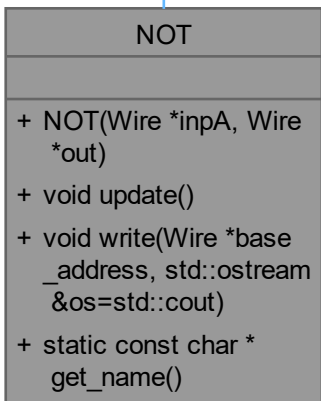 NOT
+ NOT(Wire *inpA, Wire
*out)
+ void update()
+ void write(Wire *base
_address, std::ostream
&os=std::cout)
+ static const char *
get_name()